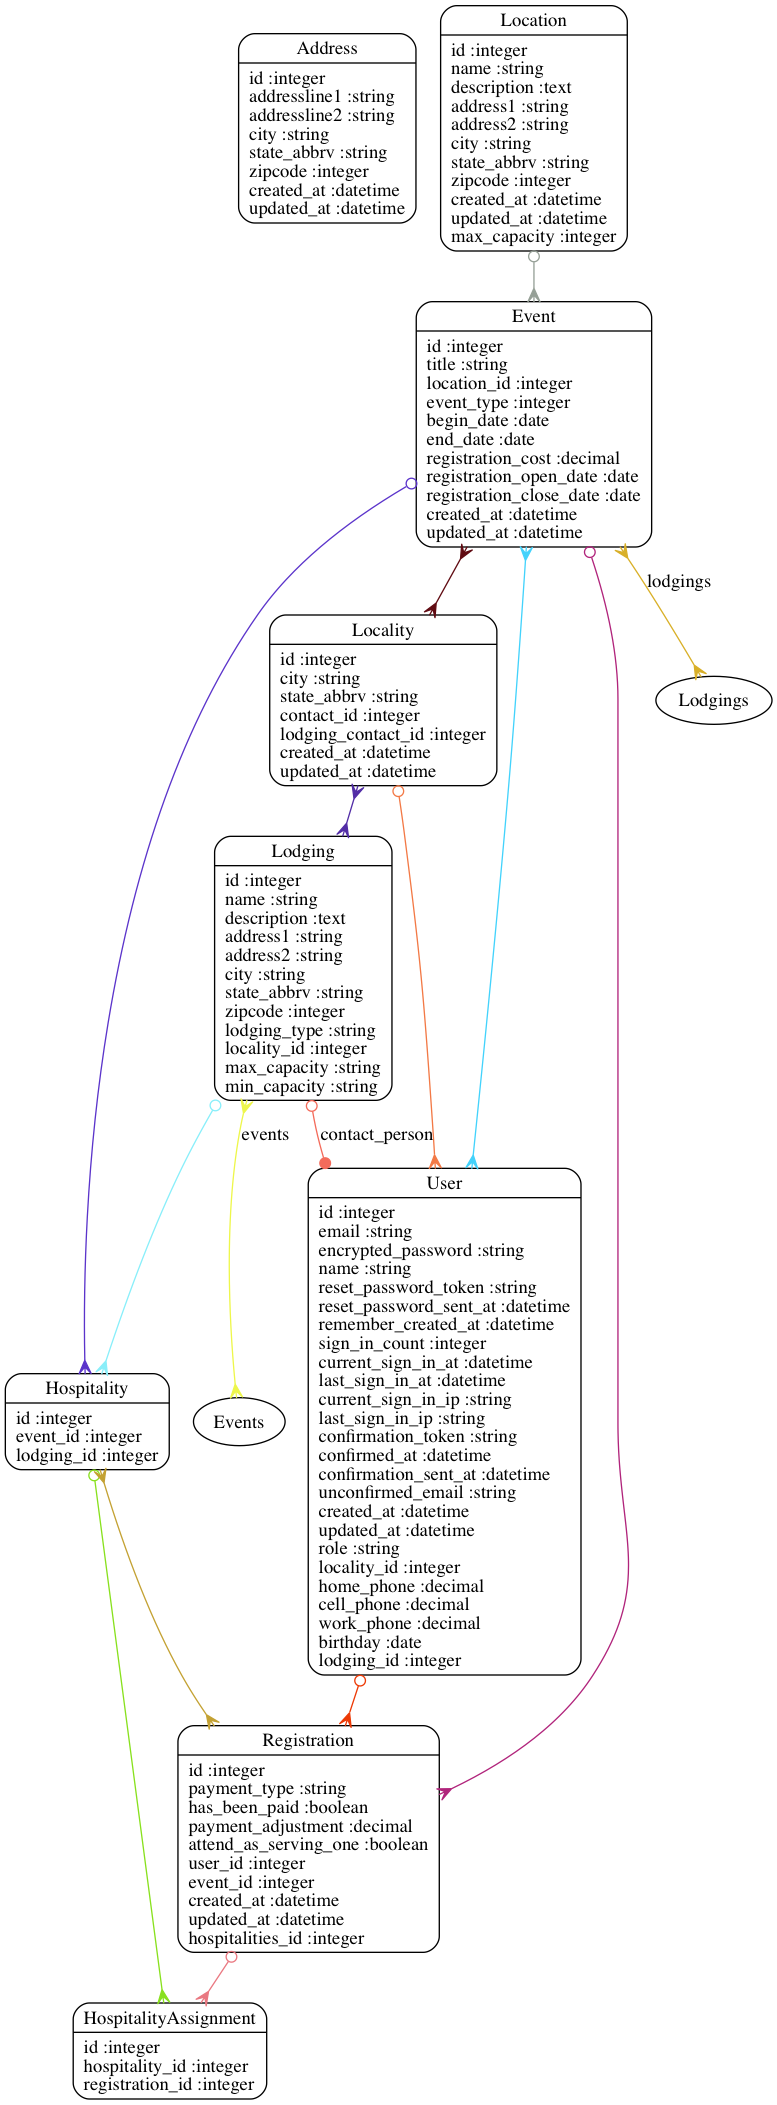 Location
id :integer
name :string
description :text
address1 :string
address2 :string
city :string
state_abbrv :string
zipcode :integer
created_at :datetime
updated_at :datetime
max_capacity :integer
Address
id :integer
addressline1 :string
addressline2 :string
city :string
state_abbrv :string
zipcode :integer
created_at :datetime
updated_at :datetime
Event
id :integer
title :string
location_id :integer
event_type :integer
begin_date :date
end_date :date
registration_cost :decimal
registration_open_date :date
registration_close_date :date
created_at :datetime
updated_at :datetime
lodgings
Locality
id :integer
city :string
state_abbrv :string
contact_id :integer
lodging_contact_id :integer
created_at :datetime
updated_at :datetime
Lodgings
Lodging
id :integer
name :string
description :text
address1 :string
address2 :string
city :string
state_abbrv :string
zipcode :integer
lodging_type :string
locality_id :integer
max_capacity :string
min_capacity :string
events
contact_person
User
id :integer
email :string
encrypted_password :string
name :string
reset_password_token :string
reset_password_sent_at :datetime
remember_created_at :datetime
sign_in_count :integer
current_sign_in_at :datetime
last_sign_in_at :datetime
current_sign_in_ip :string
last_sign_in_ip :string
confirmation_token :string
confirmed_at :datetime
confirmation_sent_at :datetime
unconfirmed_email :string
created_at :datetime
updated_at :datetime
role :string
locality_id :integer
home_phone :decimal
cell_phone :decimal
work_phone :decimal
birthday :date
lodging_id :integer
Hospitality
id :integer
event_id :integer
lodging_id :integer
Events
Registration
id :integer
payment_type :string
has_been_paid :boolean
payment_adjustment :decimal
attend_as_serving_one :boolean
user_id :integer
event_id :integer
created_at :datetime
updated_at :datetime
hospitalities_id :integer
HospitalityAssignment
id :integer
hospitality_id :integer
registration_id :integer